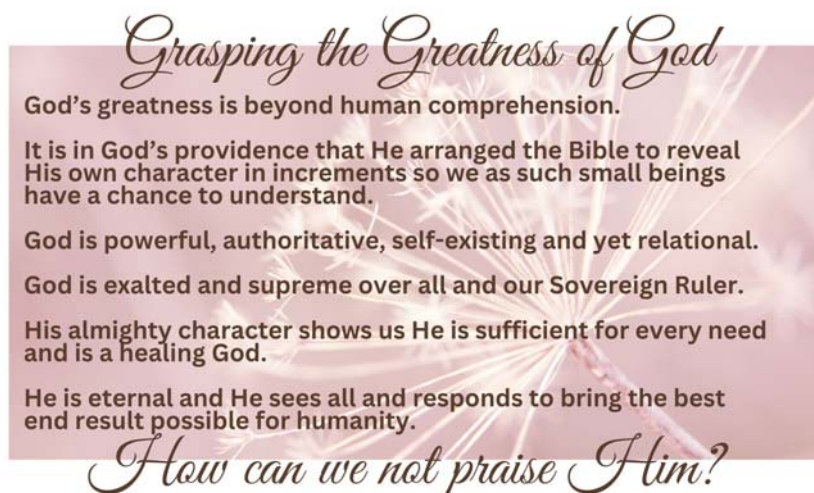 Grasping the Greatness of God
God's greatness is beyond human comprehension.
It is in God's providence that He arranged the Bible to reveal
His own character in increments so we as such small beings
have a chance to understand.
God is powerful, authoritative, self-existing and yet relational.
God is exalted and supreme over all and our Sovereign Ruler.
His almighty character shows us He is sufficient for every need
and is a healing God.
He is eternal and He sees all and responds to bring the best
end result possible for humanity.
How can we not praise Him?